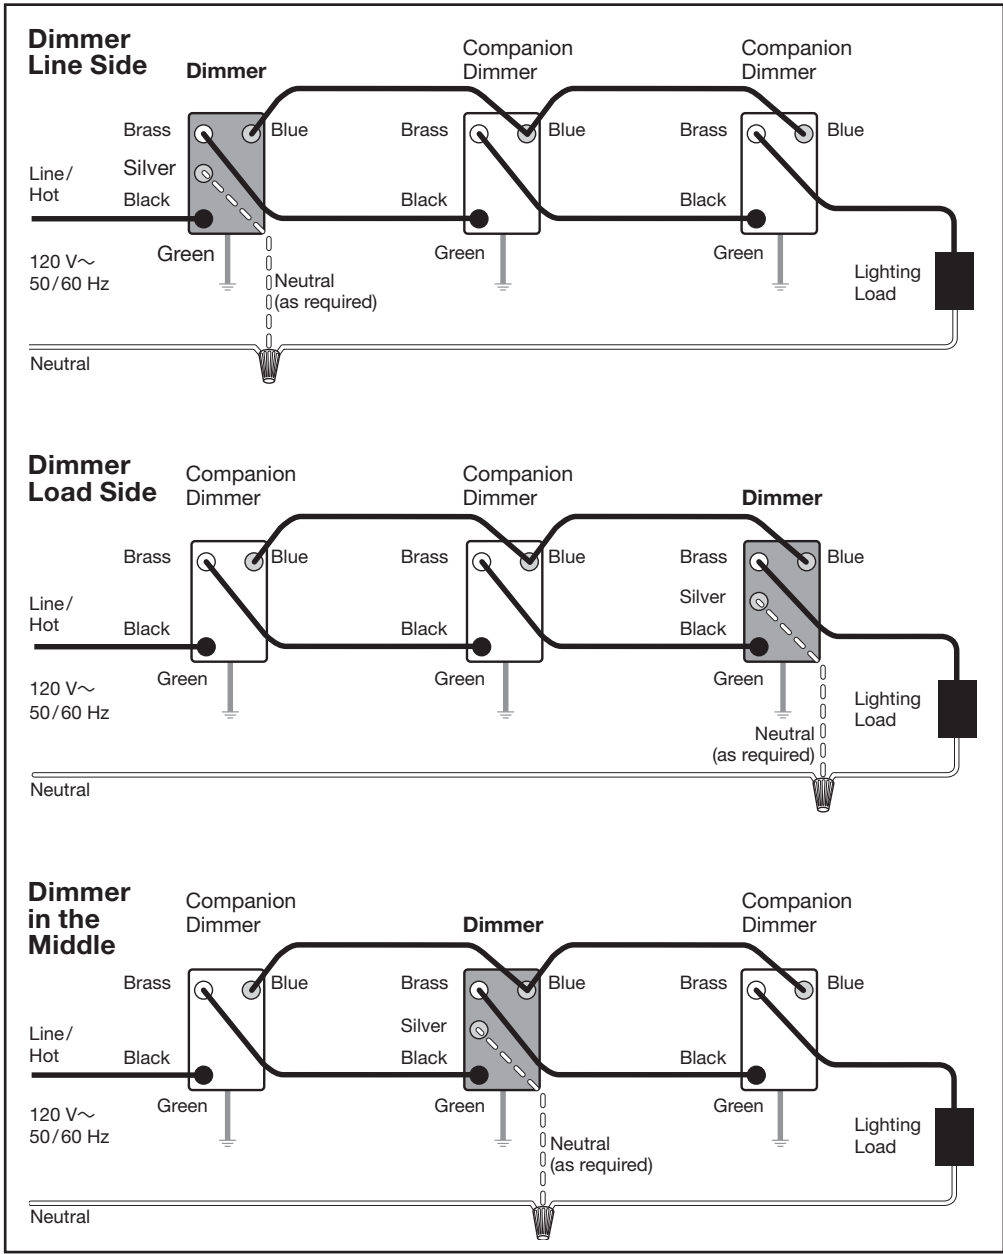 Dimmer
Line Side
Dimmer
Companion
Dimmer
Companion
Dimmer
Brass
Blue
Brass
Blue
Brass
Blue
Silver
Line/
Hot
Black
Black
Black
Green
Green
Green
120 V~
50/60 Hz
Neutral
(as required)
Lighting
Load
Neutral
Dimmer
Load Side
Companion
Dimmer
Companion
Dimmer
Dimmer
Brass
Blue
Brass
Blue
Brass
Blue
Silver
Line/
Hot
Black
Black
Black
Green
Green
Green
120 V~
50/60 Hz
Lighting
Load
Neutral
(as required)
Neutral
Dimmer
in the
Middle
Companion
Dimmer
Dimmer
Companion
Dimmer
Brass
Blue
Brass
Blue
Brass
Blue
Silver
Line/
Hot
Black
Black
Black
Green
Green
Green
120 V~
50/60 Hz
Neutral
(as required)
Lighting
Load
Neutral